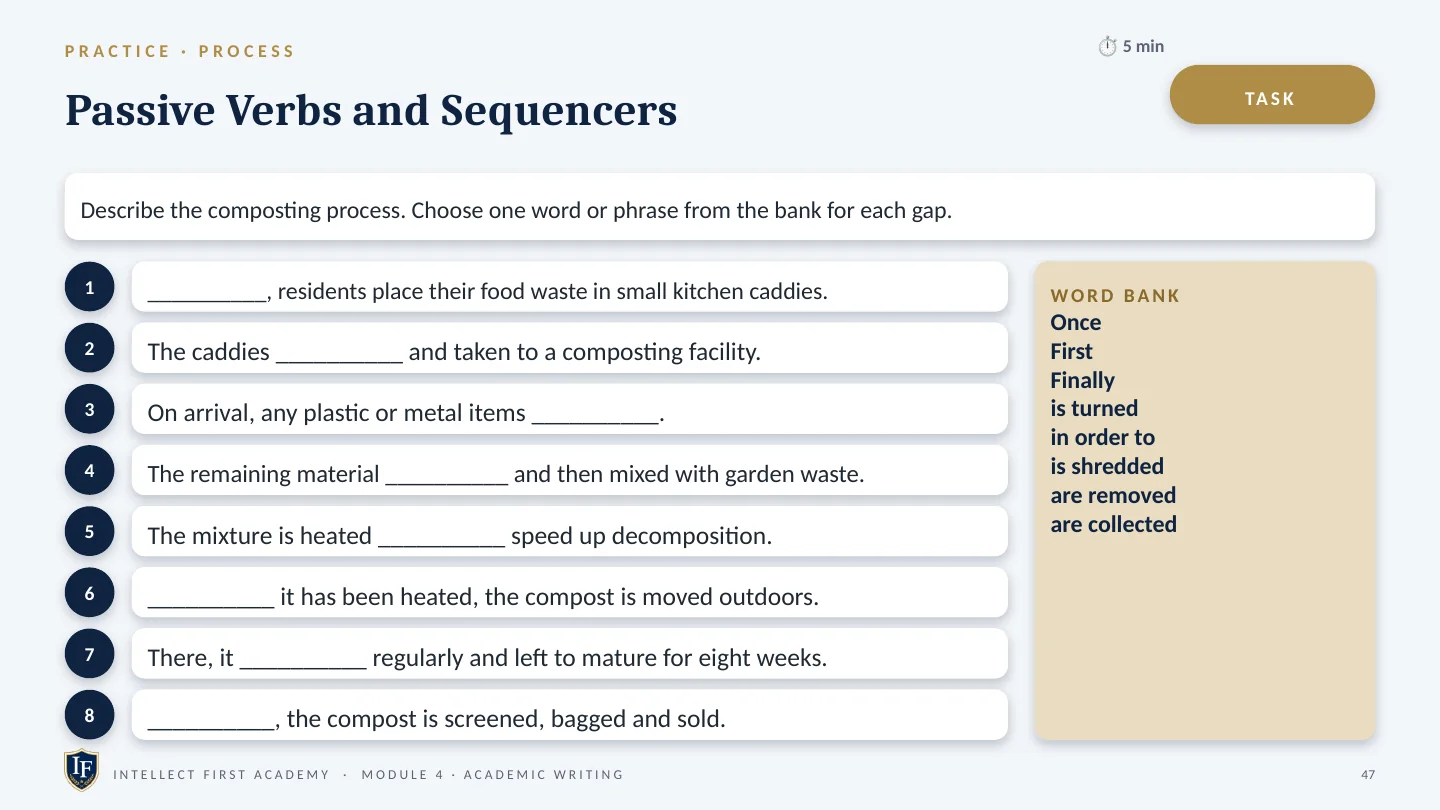 PRACTICE · PROCESS
⏱ 5 min
Passive Verbs and Sequencers
TASK
Describe the composting process. Choose one word or phrase from the bank for each gap.
1
__________, residents place their food waste in small kitchen caddies.
2
The caddies __________ and taken to a composting facility.
3
On arrival, any plastic or metal items __________.
4
The remaining material __________ and then mixed with garden waste.
5
The mixture is heated __________ speed up decomposition.
6
__________ it has been heated, the compost is moved outdoors.
7
There, it __________ regularly and left to mature for eight weeks.
8
__________, the compost is screened, bagged and sold.
WORD BANK
Once
First
Finally
is turned
in order to
is shredded
are removed
are collected
IF
INTELLECT FIRST ACADEMY · MODULE 4 · ACADEMIC WRITING
47